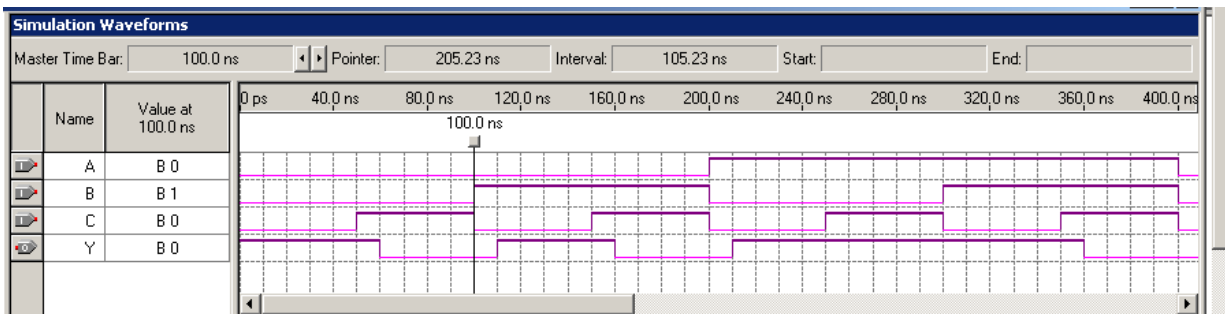 Simulation Waveforms
Master Time Bar: 100.0 ns Pointer: 205.23 ns Interval: 105.23 ns Start: End:
Name Value at 100.0 ns 0 ps 40.0 ns 80.0 ns 120.0 ns 160.0 ns 200.0 ns 240.0 ns 280.0 ns 320.0 ns 360.0 ns 400.0 ns
100.0 ns
A B 0
B B 1
C B 0
Y B 0